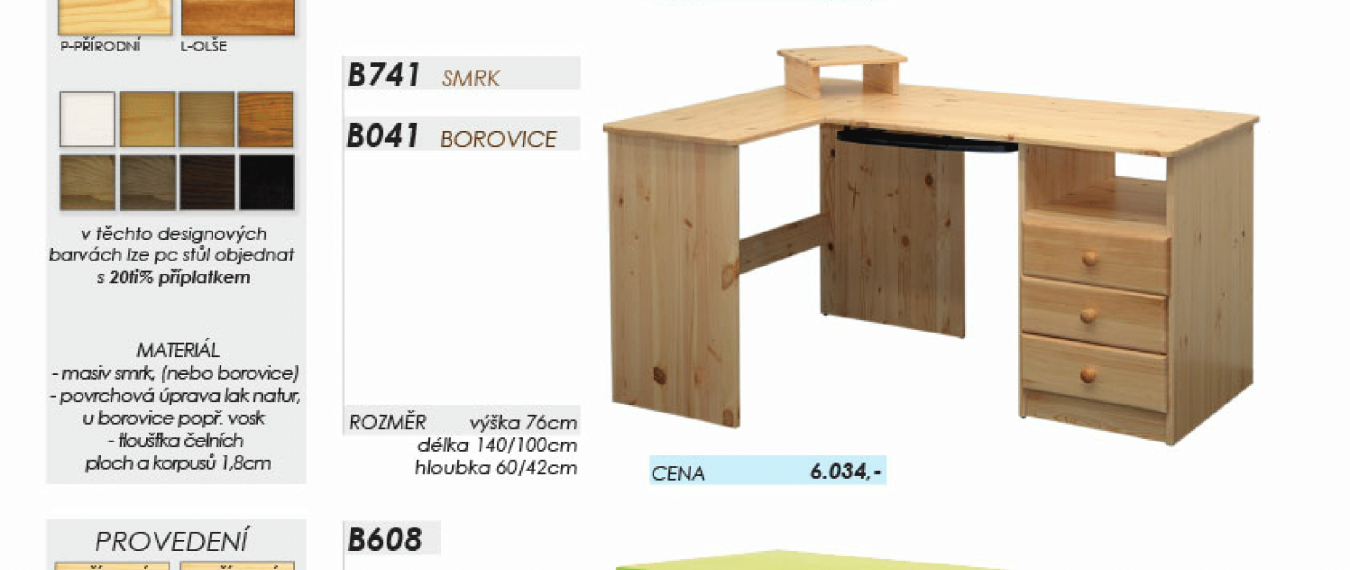 P-PŘÍRODNÍ L-OLŠE
v těchto designových
barvách lze pc stůl objednat
s 20ti% příplatkem
MATERIÁL
- masiv smrk, (nebo borovice)
- povrchová úprava lak natur,
u borovice popř. vosk
- tloušťka čelních
ploch a korpusů 1,8cm
B741 SMRK
B041 BOROVICE
ROZMĚR výška 76cm
délka 140/100cm
hloubka 60/42cm
CENA 6.034,-
PROVEDENÍ
B608